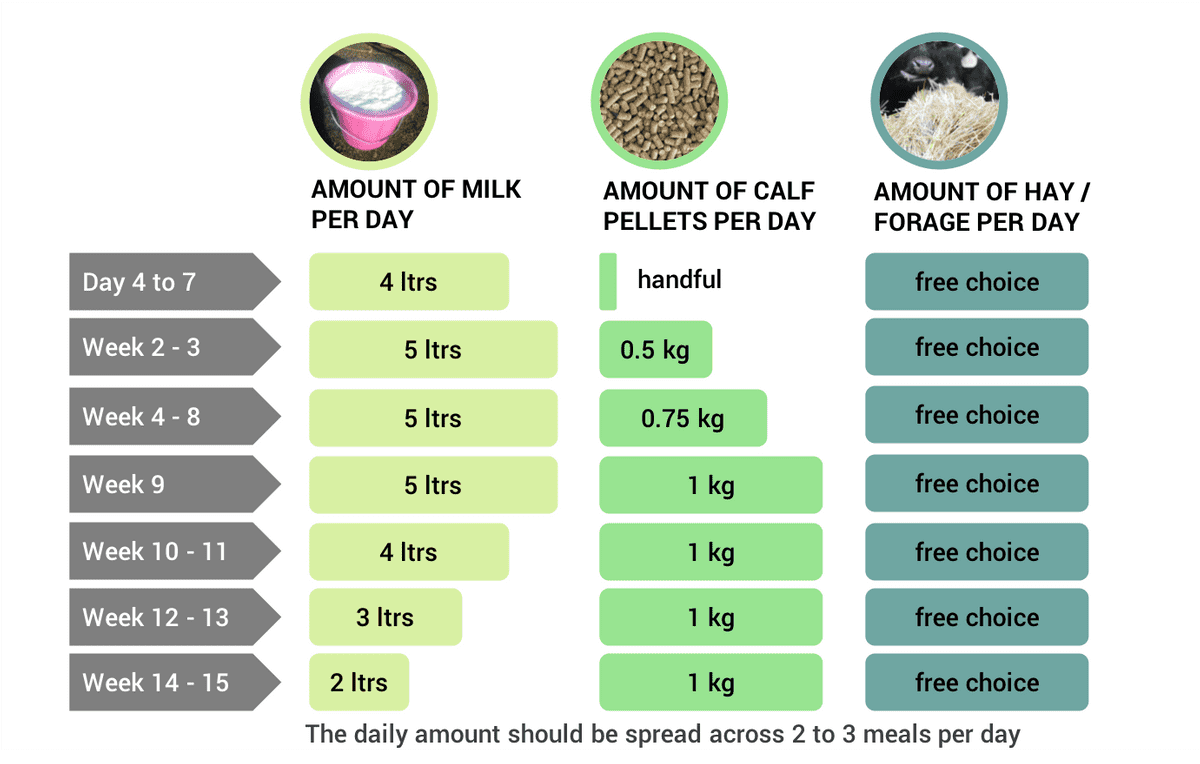 AMOUNT OF MILK
PER DAY
AMOUNT OF CALF
PELLETS PER DAY
AMOUNT OF HAY /
FORAGE PER DAY
Day 4 to 7
4 ltrs
handful
free choice
Week 2 - 3
5 ltrs
0.5 kg
free choice
Week 4 - 8
5 ltrs
0.75 kg
free choice
Week 9
5 ltrs
1 kg
free choice
Week 10 - 11
4 ltrs
1 kg
free choice
Week 12 - 13
3 ltrs
1 kg
free choice
Week 14 - 15
2 ltrs
1 kg
free choice
The daily amount should be spread across 2 to 3 meals per day